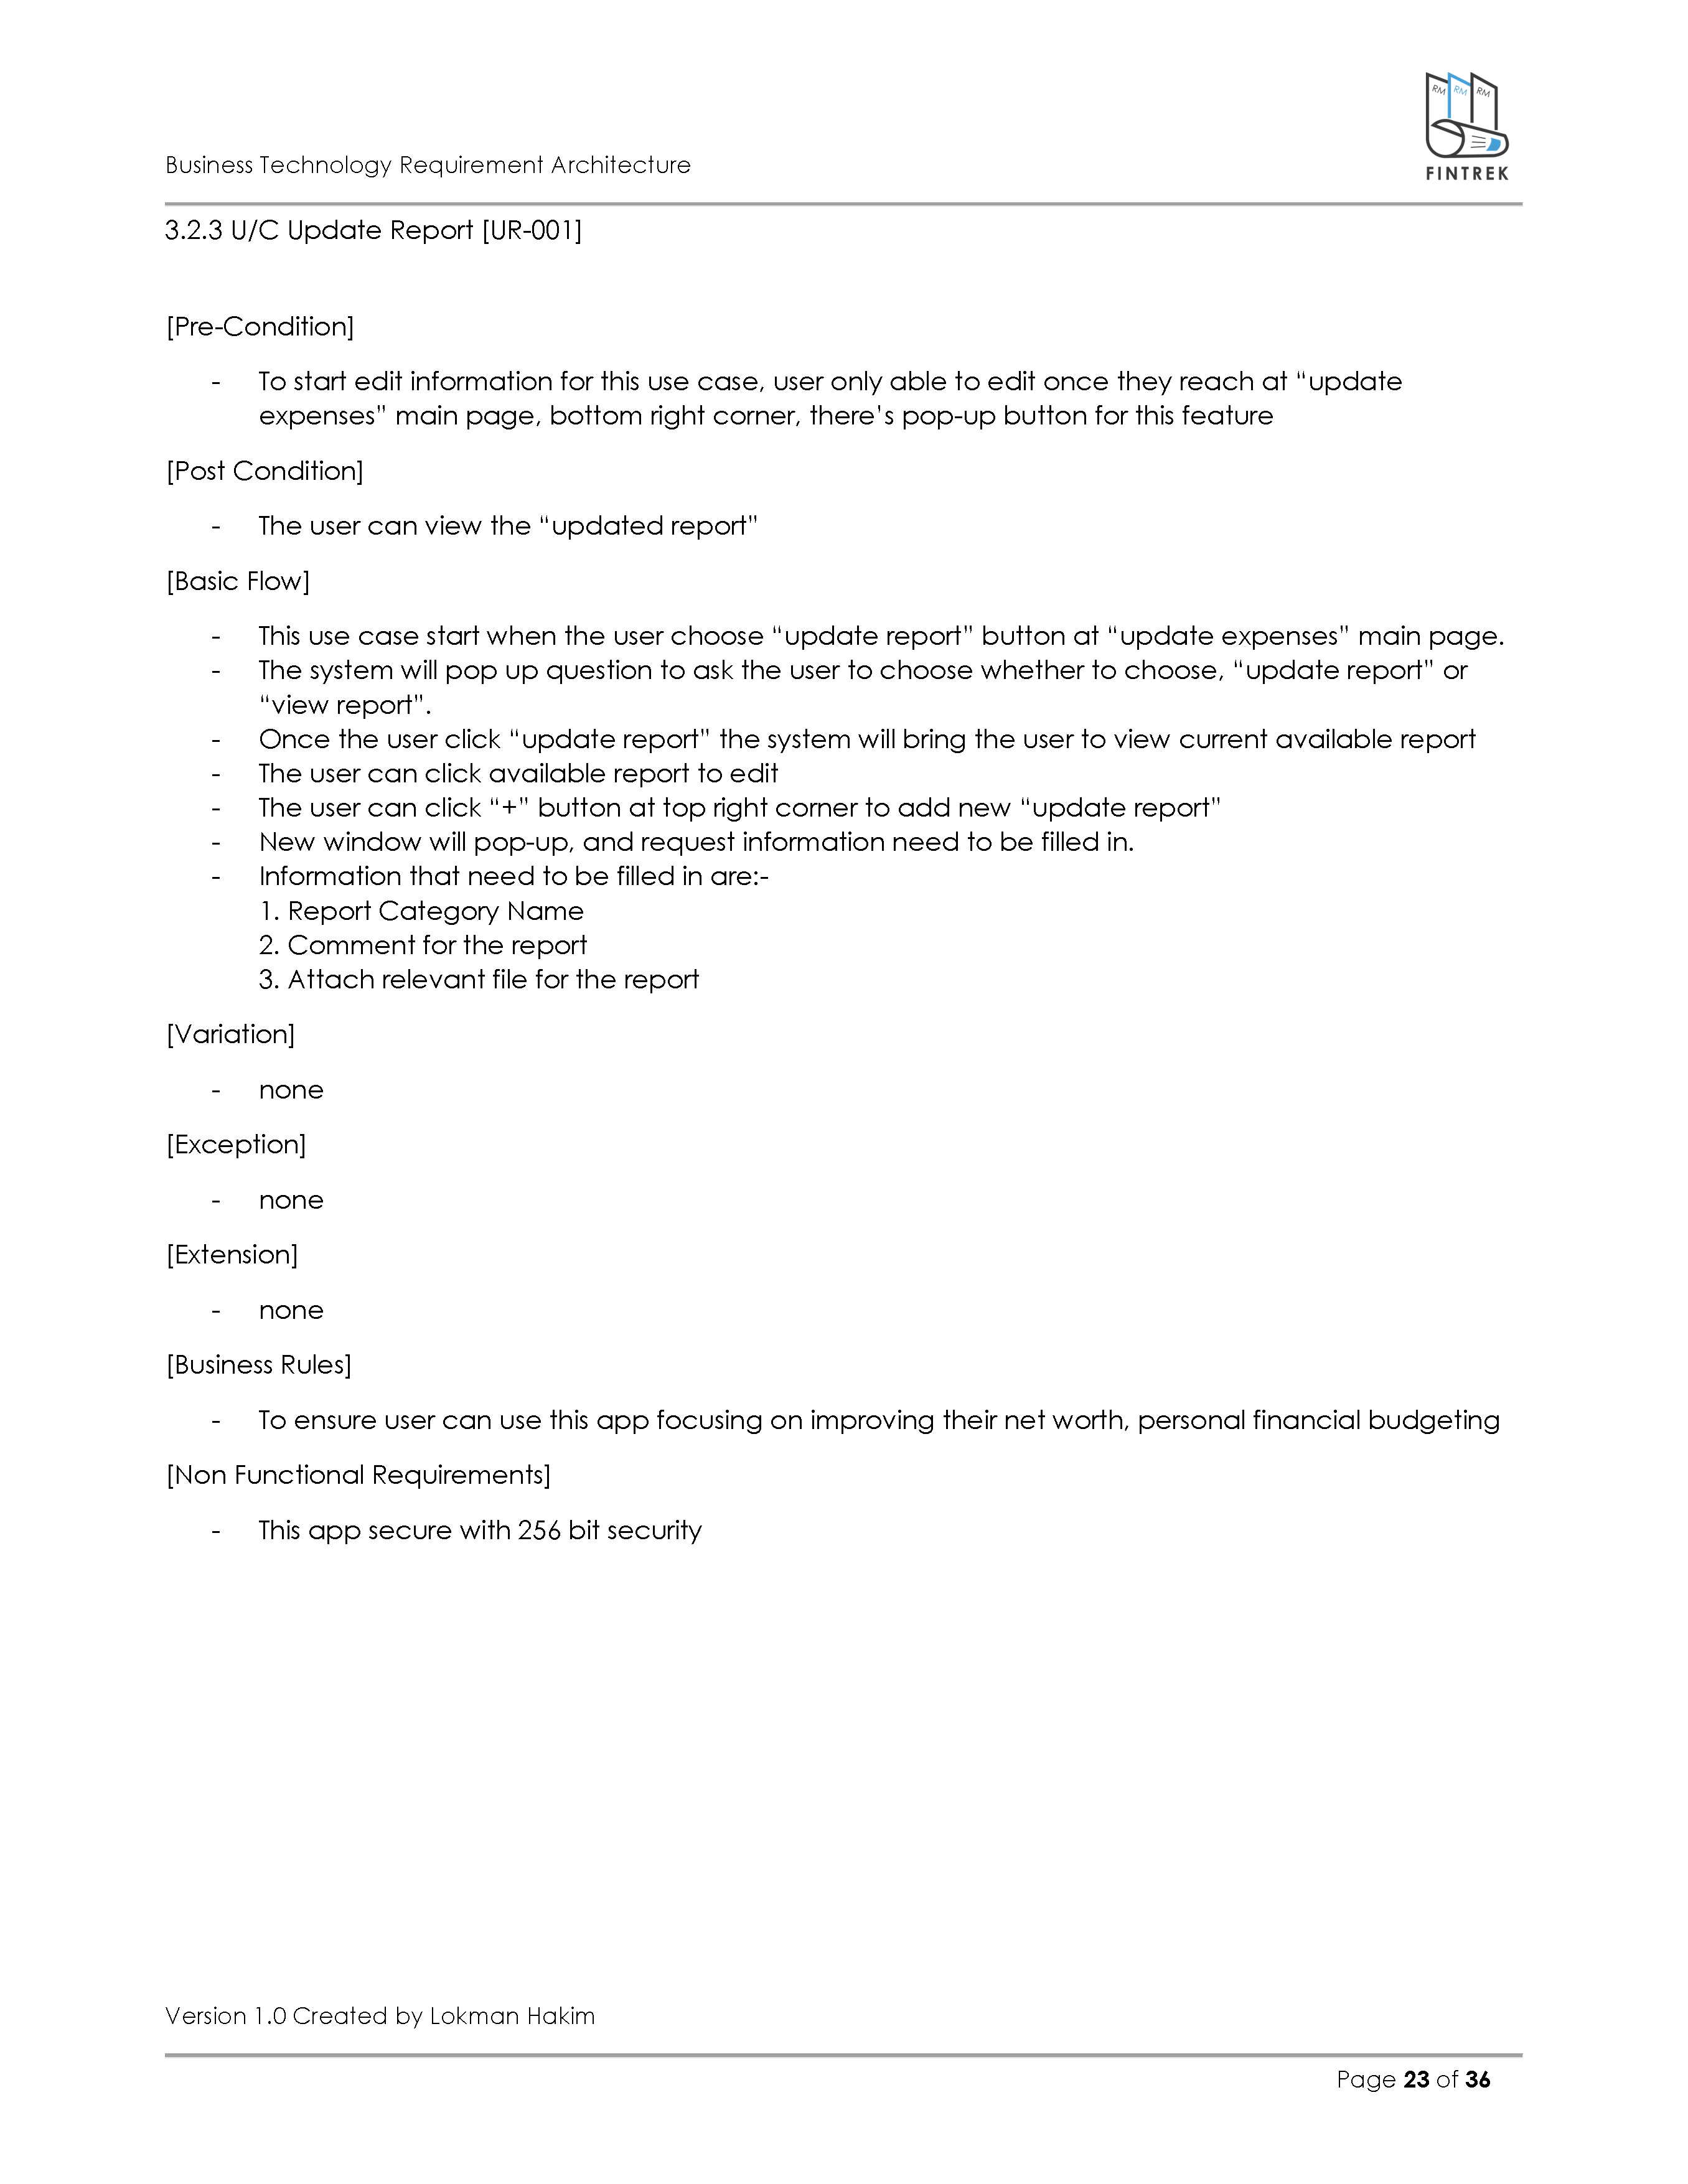 RM RM RM
FINTREK
Business Technology Requirement Architecture
3.2.3 U/C Update Report [UR-001]
[Pre-Condition]
- To start edit information for this use case, user only able to edit once they reach at “update
expenses” main page, bottom right corner, there’s pop-up button for this feature
[Post Condition]
- The user can view the “updated report”
[Basic Flow]
- This use case start when the user choose “update report” button at “update expenses” main page.
- The system will pop up question to ask the user to choose whether to choose, “update report” or
“view report”.
- Once the user click “update report” the system will bring the user to view current available report
- The user can click available report to edit
- The user can click “+” button at top right corner to add new “update report”
- New window will pop-up, and request information need to be filled in.
- Information that need to be filled in are:-
1. Report Category Name
2. Comment for the report
3. Attach relevant file for the report
[Variation]
- none
[Exception]
- none
[Extension]
- none
[Business Rules]
- To ensure user can use this app focusing on improving their net worth, personal financial budgeting
[Non Functional Requirements]
- This app secure with 256 bit security
Version 1.0 Created by Lokman Hakim
Page 23 of 36